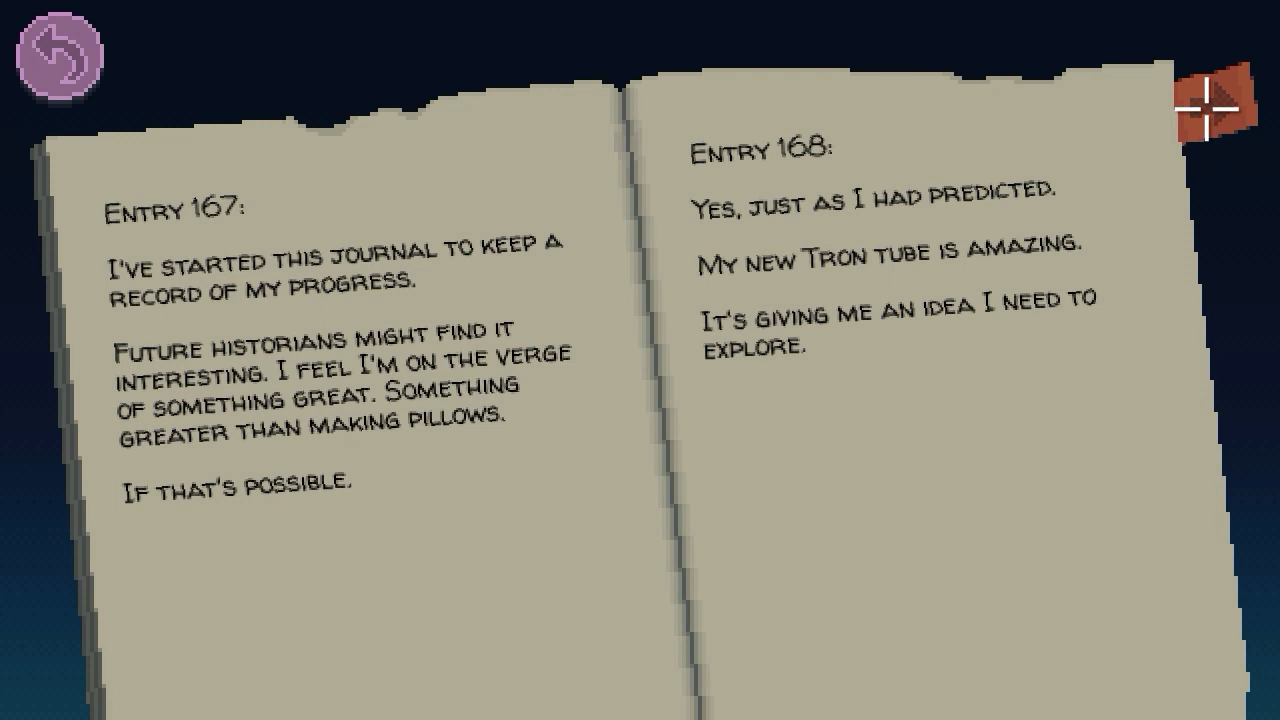 Entry 167:
I've started this journal to keep a
record of my progress.
Future historians might find it
interesting. I feel I'm on the verge
of something great. Something
greater than making pillows.
If that's possible.
Entry 168:
Yes, just as I had predicted.
My new Tron tube is amazing.
It's giving me an idea I need to
explore.